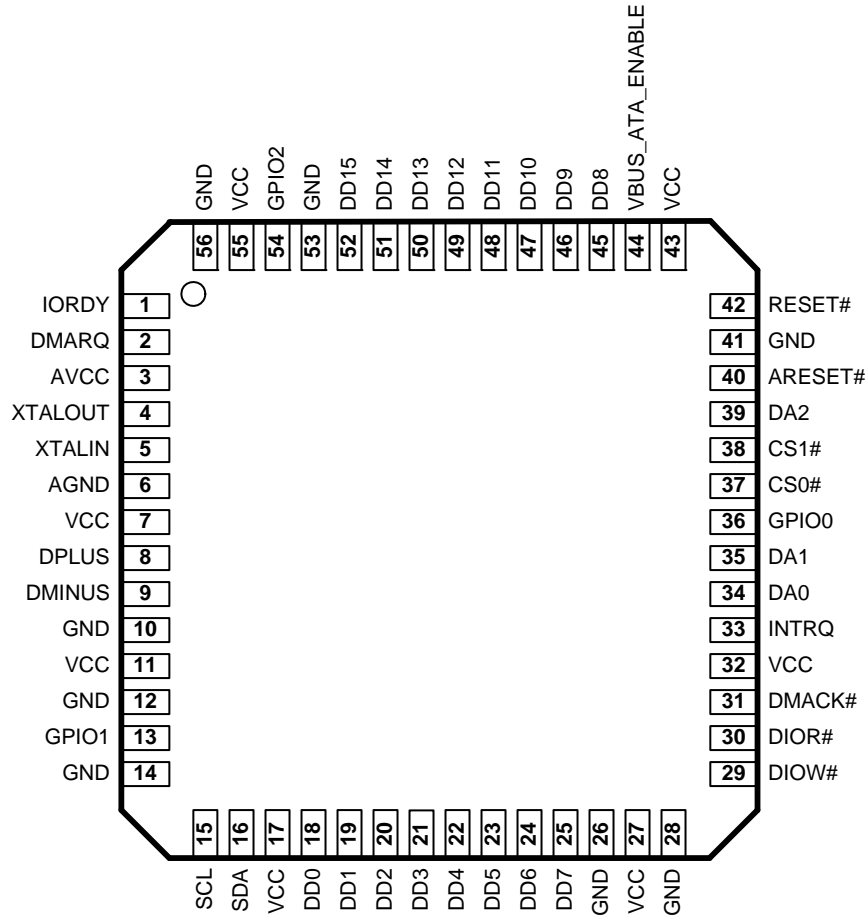 GND VCC GPIO2 GND DD15 DD14 DD13 DD12 DD11 DD10 DD9 DD8 VBUS_ATA_ENABLE VCC
56 55 54 53 52 51 50 49 48 47 46 45 44 43
IORDY 1
DMARQ 2
AVCC 3
XTALOUT 4
XTALIN 5
AGND 6
VCC 7
DPLUS 8
DMINUS 9
GND 10
VCC 11
GND 12
GPIO1 13
GND 14
42 RESET#
41 GND
40 ARESET#
39 DA2
38 CS1#
37 CS0#
36 GPIO0
35 DA1
34 DA0
33 INTRQ
32 VCC
31 DMACK#
30 DIOR#
29 DIOW#
15 16 17 18 19 20 21 22 23 24 25 26 27 28
SCL SDA VCC DD0 DD1 DD2 DD3 DD4 DD5 DD6 DD7 GND VCC GND